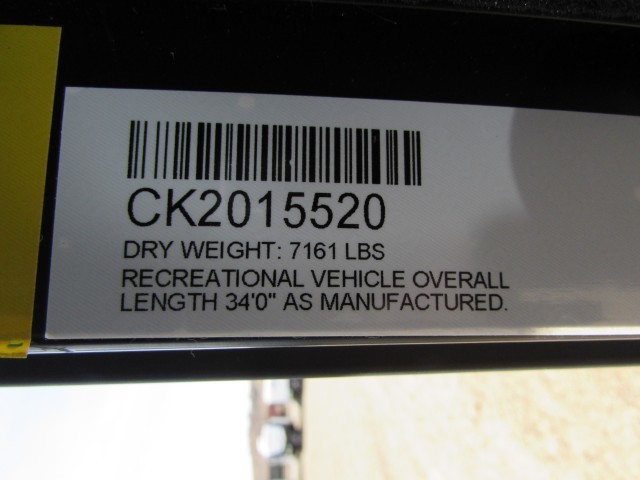 CK2015520
DRY WEIGHT: 7161 LBS
RECREATIONAL VEHICLE OVERALL
LENGTH 34'0" AS MANUFACTURED.